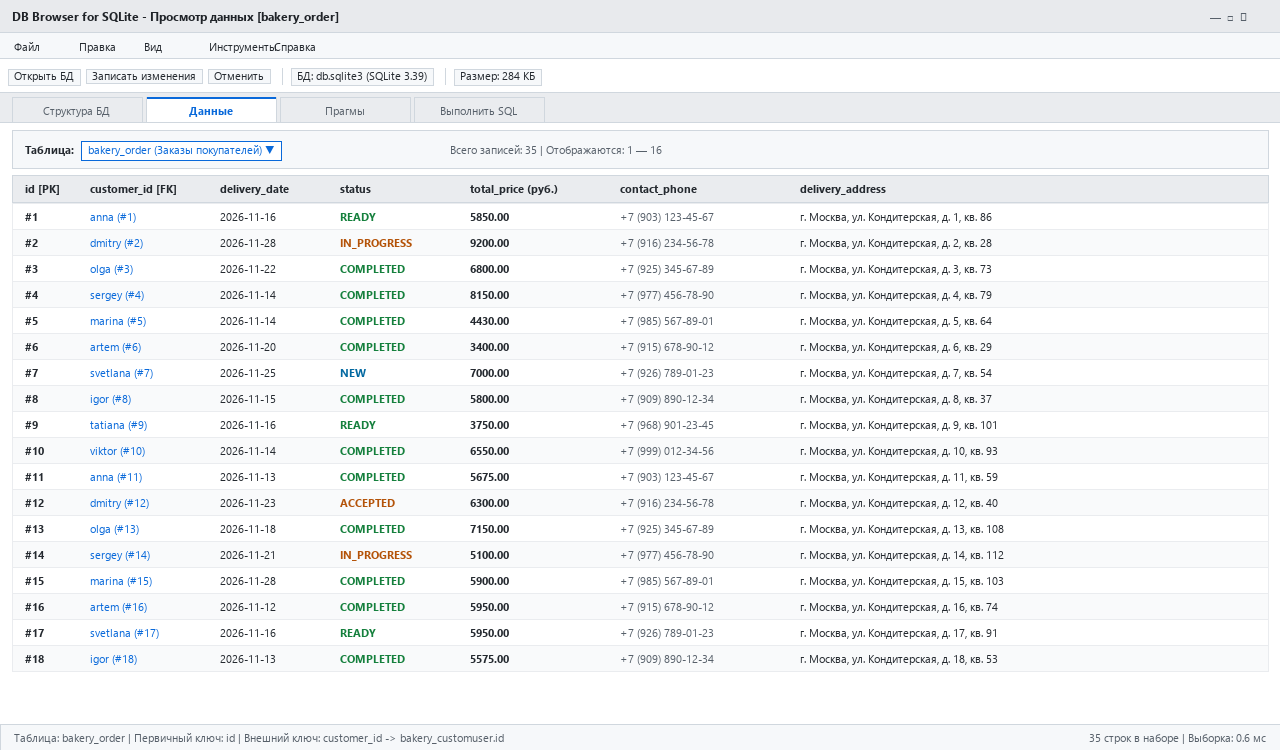 DB Browser for SQLite - Просмотр данных [bakery_order]
Файл Правка Вид Инструменты Справка
Открыть БД Записать изменения Отменить БД: db.sqlite3 (SQLite 3.39) Размер: 284 КБ
Структура БД Данные Прагмы Выполнить SQL
Таблица: bakery_order (Заказы покупателей) ▼ Всего записей: 35 | Отображаются: 1 — 16
id [PK] customer_id [FK] delivery_date status total_price (руб.) contact_phone delivery_address
#1 anna (#1) 2026-11-16 READY 5850.00 +7 (903) 123-45-67 г. Москва, ул. Кондитерская, д. 1, кв. 86
#2 dmitry (#2) 2026-11-28 IN_PROGRESS 9200.00 +7 (916) 234-56-78 г. Москва, ул. Кондитерская, д. 2, кв. 28
#3 olga (#3) 2026-11-22 COMPLETED 6800.00 +7 (925) 345-67-89 г. Москва, ул. Кондитерская, д. 3, кв. 73
#4 sergey (#4) 2026-11-14 COMPLETED 8150.00 +7 (977) 456-78-90 г. Москва, ул. Кондитерская, д. 4, кв. 79
#5 marina (#5) 2026-11-14 COMPLETED 4430.00 +7 (985) 567-89-01 г. Москва, ул. Кондитерская, д. 5, кв. 64
#6 artem (#6) 2026-11-20 COMPLETED 3400.00 +7 (915) 678-90-12 г. Москва, ул. Кондитерская, д. 6, кв. 29
#7 svetlana (#7) 2026-11-25 NEW 7000.00 +7 (926) 789-01-23 г. Москва, ул. Кондитерская, д. 7, кв. 54
#8 igor (#8) 2026-11-15 COMPLETED 5800.00 +7 (909) 890-12-34 г. Москва, ул. Кондитерская, д. 8, кв. 37
#9 tatiana (#9) 2026-11-16 READY 3750.00 +7 (968) 901-23-45 г. Москва, ул. Кондитерская, д. 9, кв. 101
#10 viktor (#10) 2026-11-14 COMPLETED 6550.00 +7 (999) 012-34-56 г. Москва, ул. Кондитерская, д. 10, кв. 93
#11 anna (#11) 2026-11-13 COMPLETED 5675.00 +7 (903) 123-45-67 г. Москва, ул. Кондитерская, д. 11, кв. 59
#12 dmitry (#12) 2026-11-23 ACCEPTED 6300.00 +7 (916) 234-56-78 г. Москва, ул. Кондитерская, д. 12, кв. 40
#13 olga (#13) 2026-11-18 COMPLETED 7150.00 +7 (925) 345-67-89 г. Москва, ул. Кондитерская, д. 13, кв. 108
#14 sergey (#14) 2026-11-21 IN_PROGRESS 5100.00 +7 (977) 456-78-90 г. Москва, ул. Кондитерская, д. 14, кв. 112
#15 marina (#15) 2026-11-28 COMPLETED 5900.00 +7 (985) 567-89-01 г. Москва, ул. Кондитерская, д. 15, кв. 103
#16 artem (#16) 2026-11-12 COMPLETED 5950.00 +7 (915) 678-90-12 г. Москва, ул. Кондитерская, д. 16, кв. 74
#17 svetlana (#17) 2026-11-16 READY 5950.00 +7 (926) 789-01-23 г. Москва, ул. Кондитерская, д. 17, кв. 91
#18 igor (#18) 2026-11-13 COMPLETED 5575.00 +7 (909) 890-12-34 г. Москва, ул. Кондитерская, д. 18, кв. 53
Таблица: bakery_order | Первичный ключ: id | Внешний ключ: customer_id -> bakery_customuser.id 35 строк в наборе | Выборка: 0.6 мс